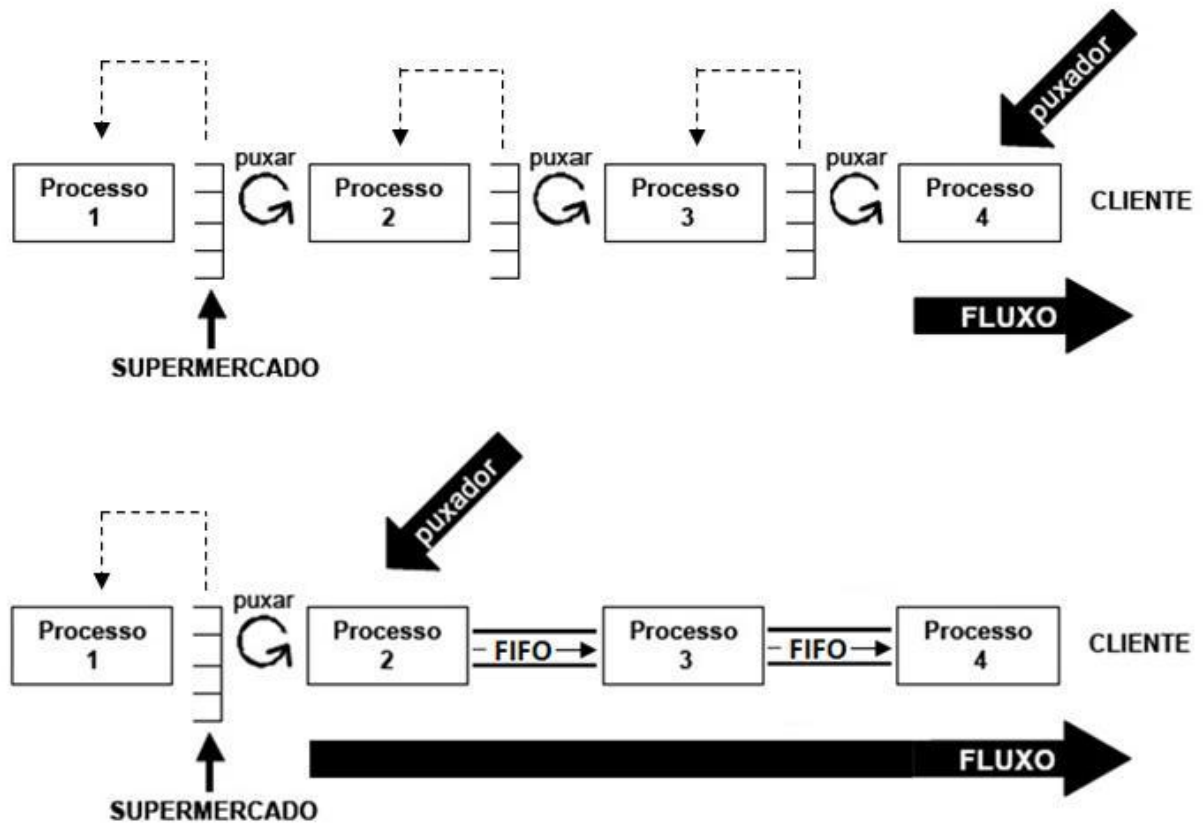 puxador
puxar
puxar
puxar
Processo
1
Processo
2
Processo
3
Processo
4
CLIENTE
FLUXO
SUPERMERCADO
puxador
puxar
Processo
1
Processo
2
FIFO
Processo
3
FIFO
Processo
4
CLIENTE
FLUXO
SUPERMERCADO